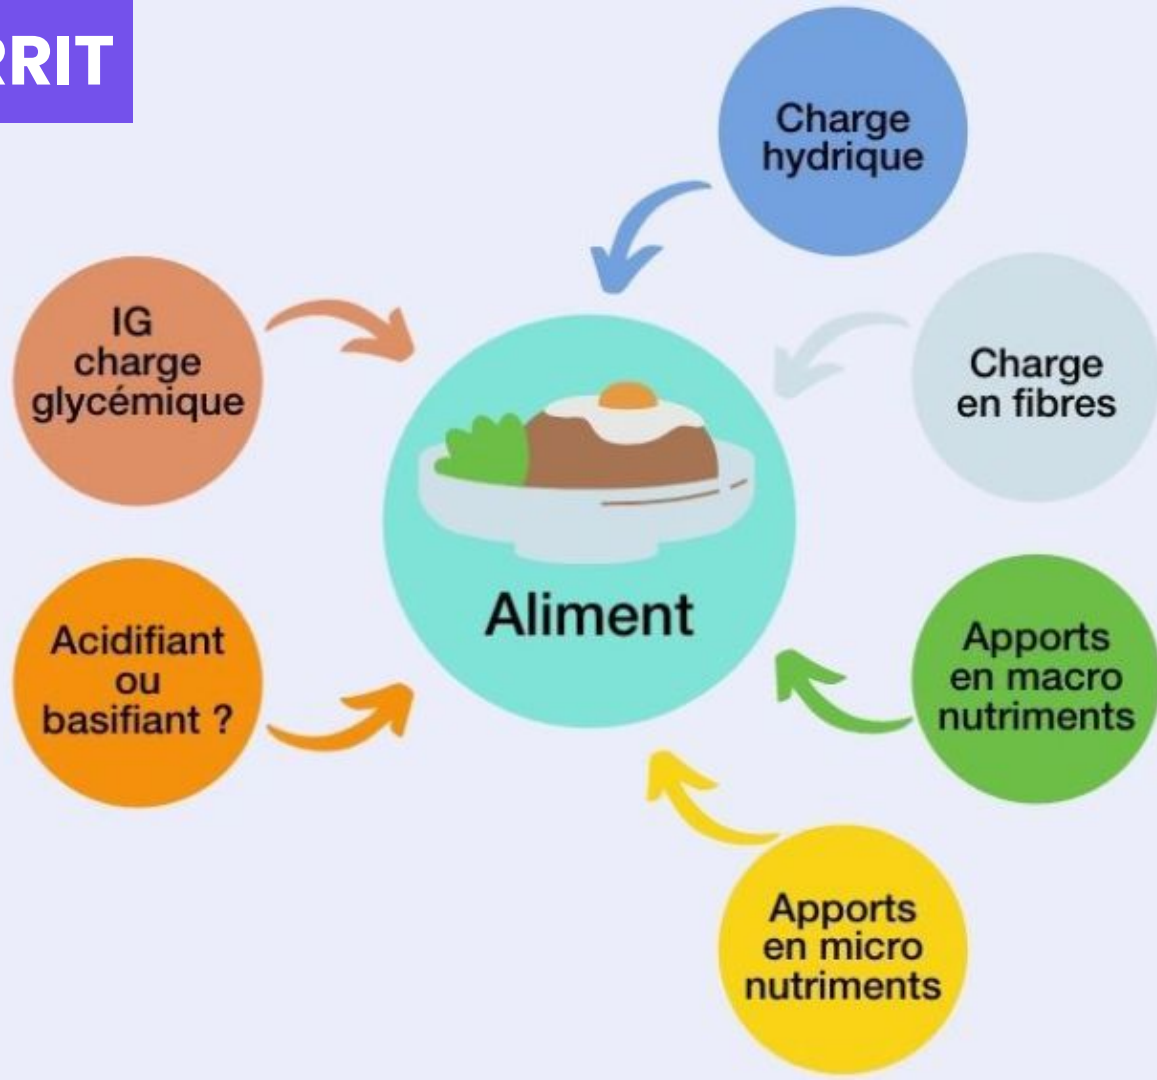 RRIT
Charge
hydrique
IG
charge
glycémique
Charge
en fibres
Aliment
Acidifiant
ou
basifiant ?
Apports
en macro
nutriments
Apports
en micro
nutriments